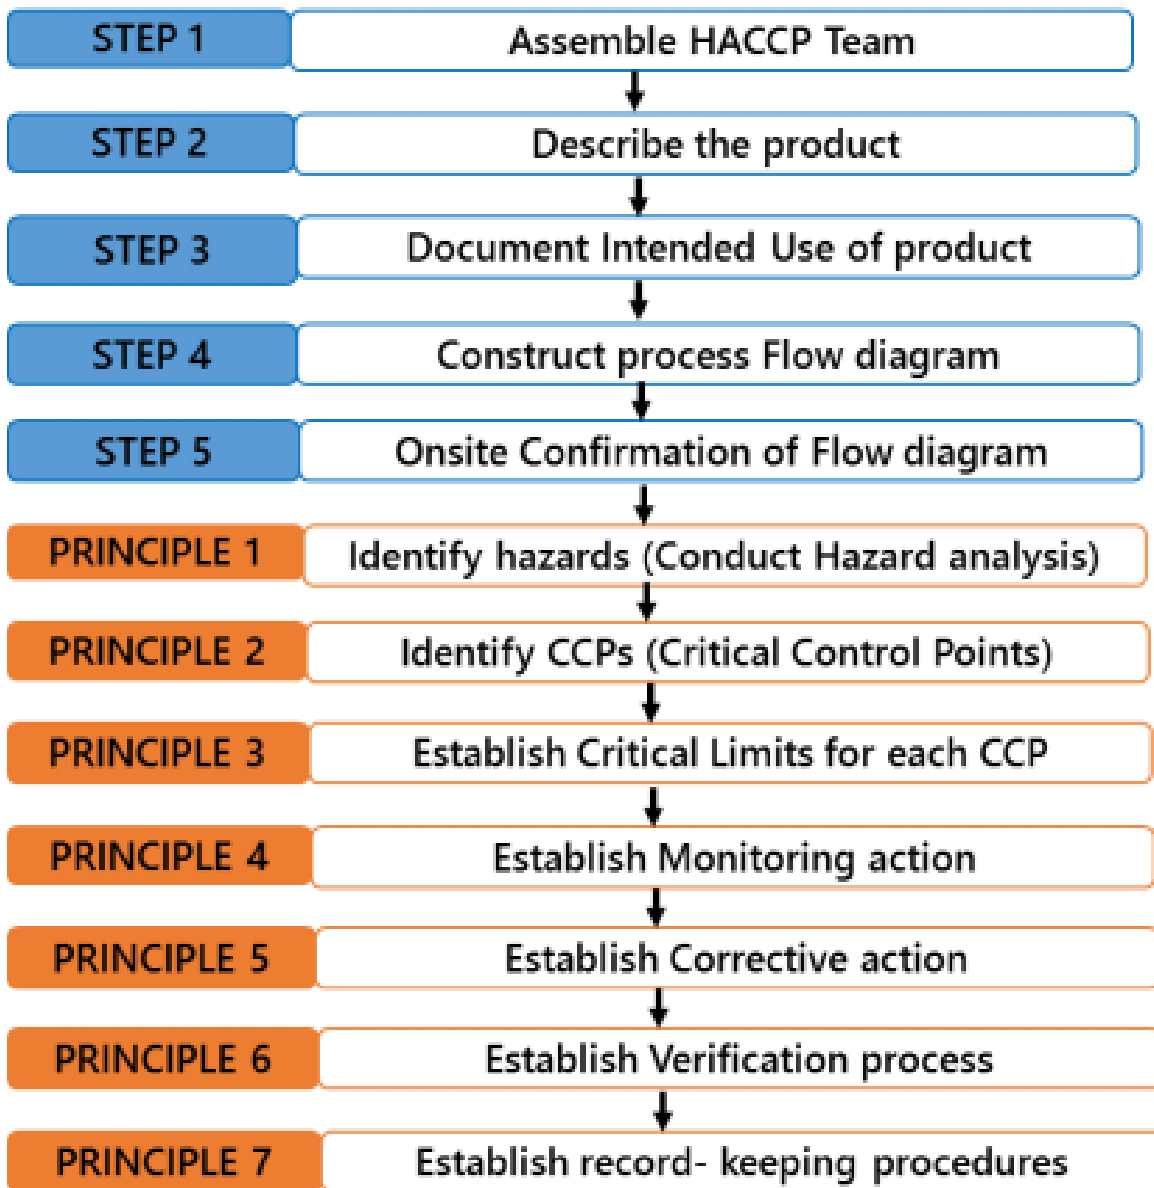 STEP 1
Assemble HACCP Team
STEP 2
Describe the product
STEP 3
Document Intended Use of product
STEP 4
Construct process Flow diagram
STEP 5
Onsite Confirmation of Flow diagram
PRINCIPLE 1
Identify hazards (Conduct Hazard analysis)
PRINCIPLE 2
Identify CCPs (Critical Control Points)
PRINCIPLE 3
Establish Critical Limits for each CCP
PRINCIPLE 4
Establish Monitoring action
PRINCIPLE 5
Establish Corrective action
PRINCIPLE 6
Establish Verification process
PRINCIPLE 7
Establish record- keeping procedures